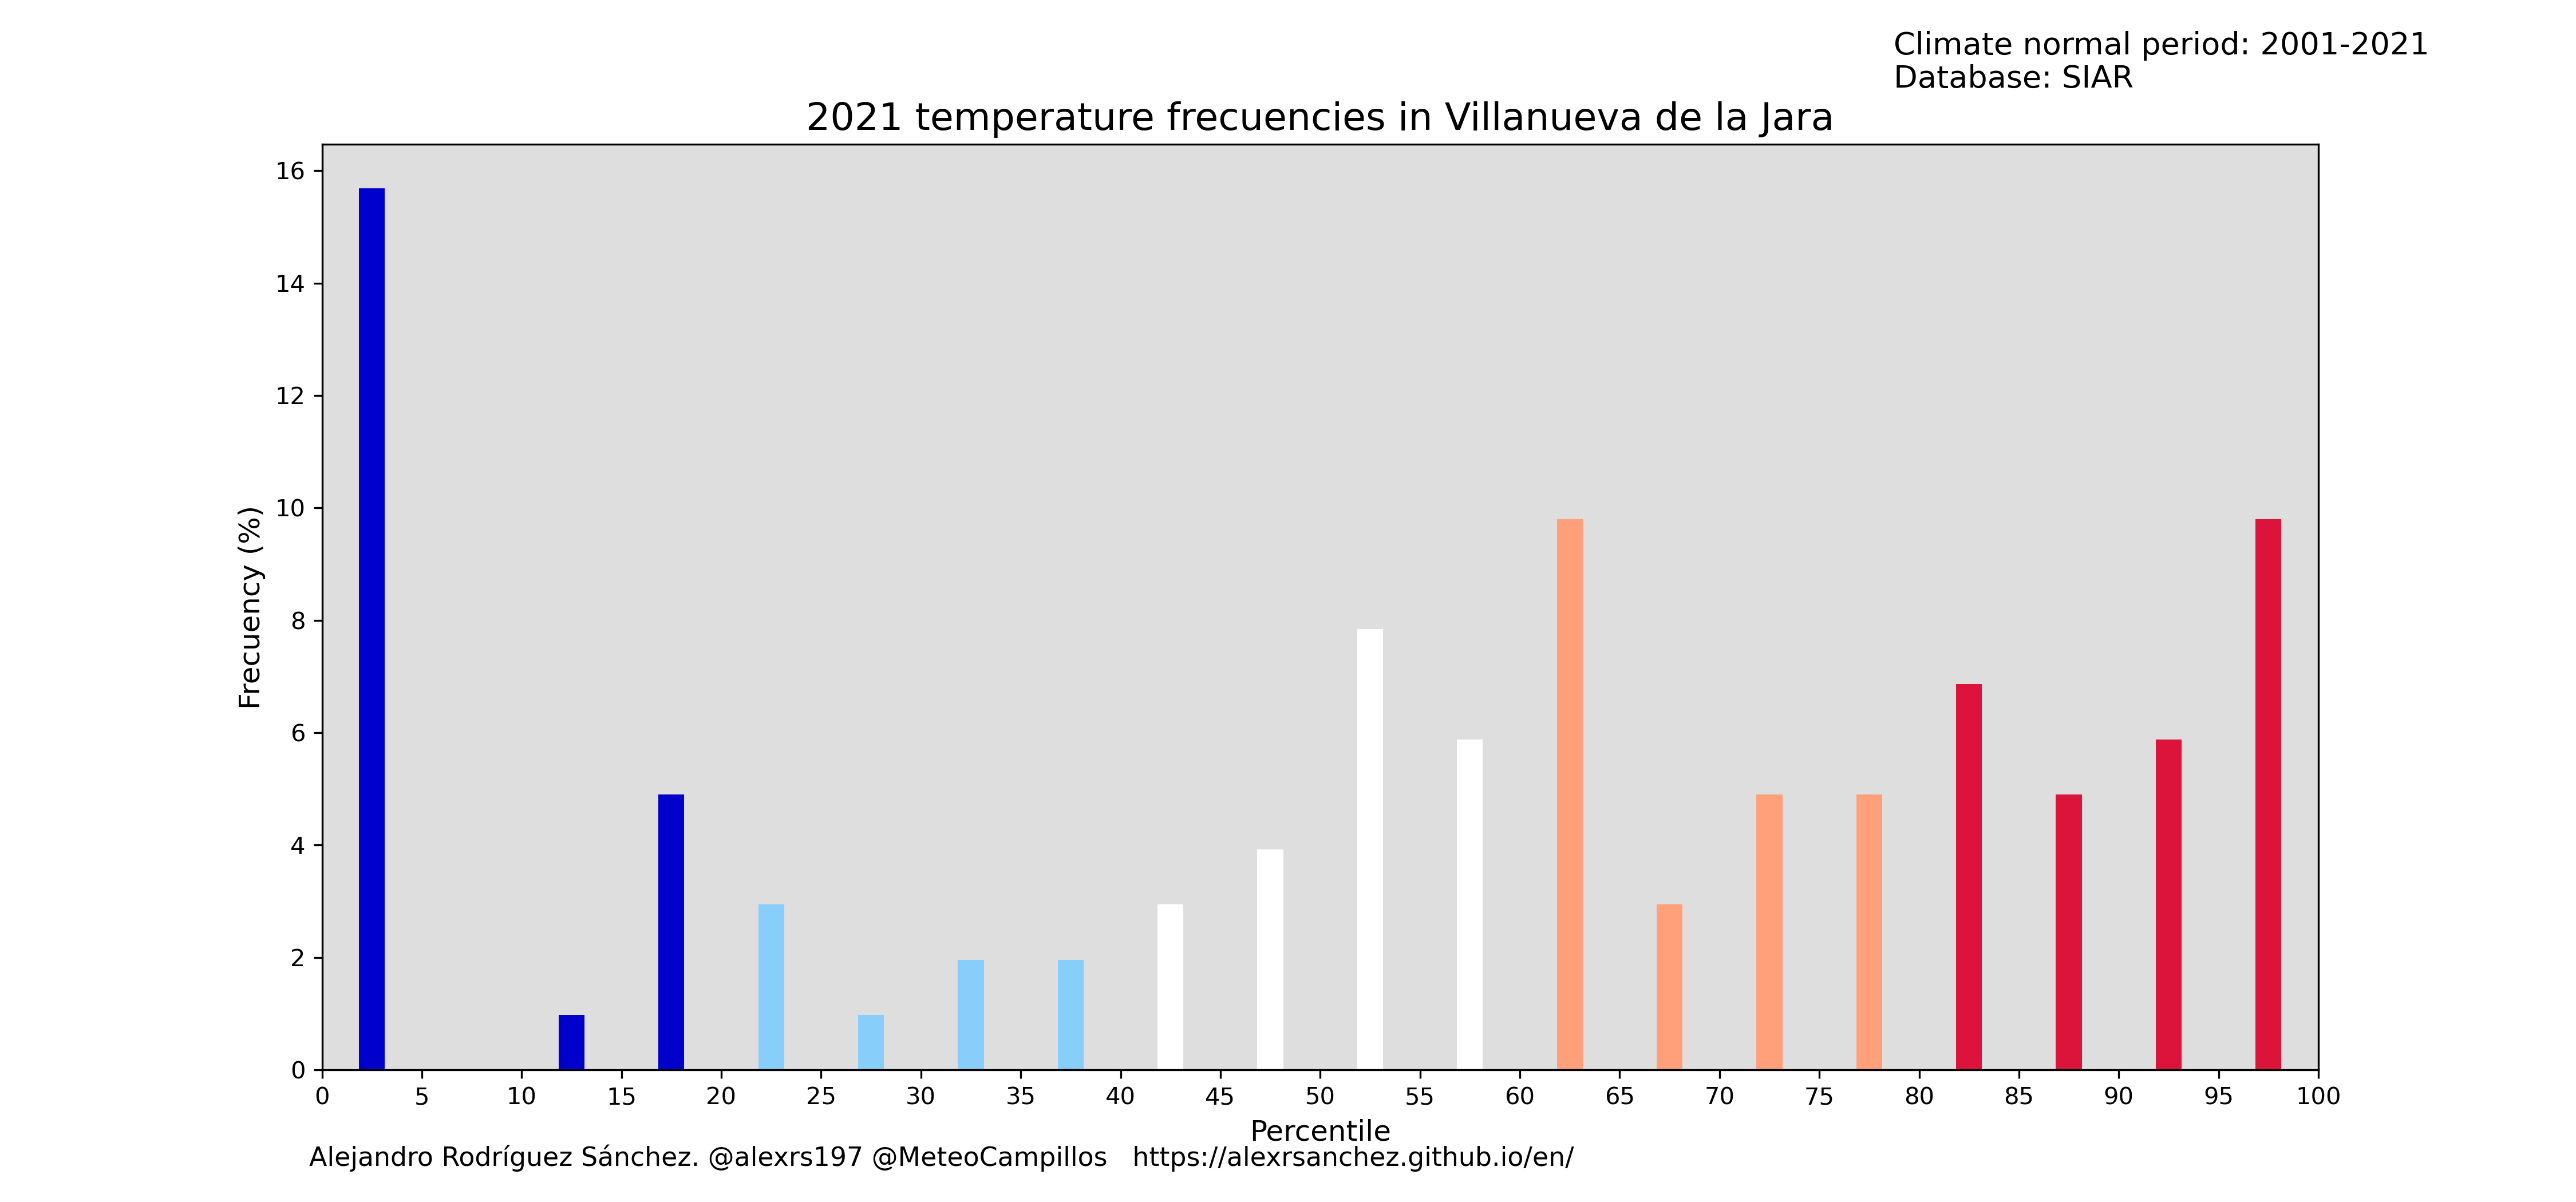 Climate normal period: 2001-2021
Database: SIAR
2021 temperature frecuencies in Villanueva de la Jara
Frecuency (%)
16
14
12
10
8
6
4
2
0
0 5 10 15 20 25 30 35 40 45 50 55 60 65 70 75 80 85 90 95 100
Percentile
Alejandro Rodríguez Sánchez. @alexrs197 @MeteoCampillos https://alexrsanchez.github.io/en/